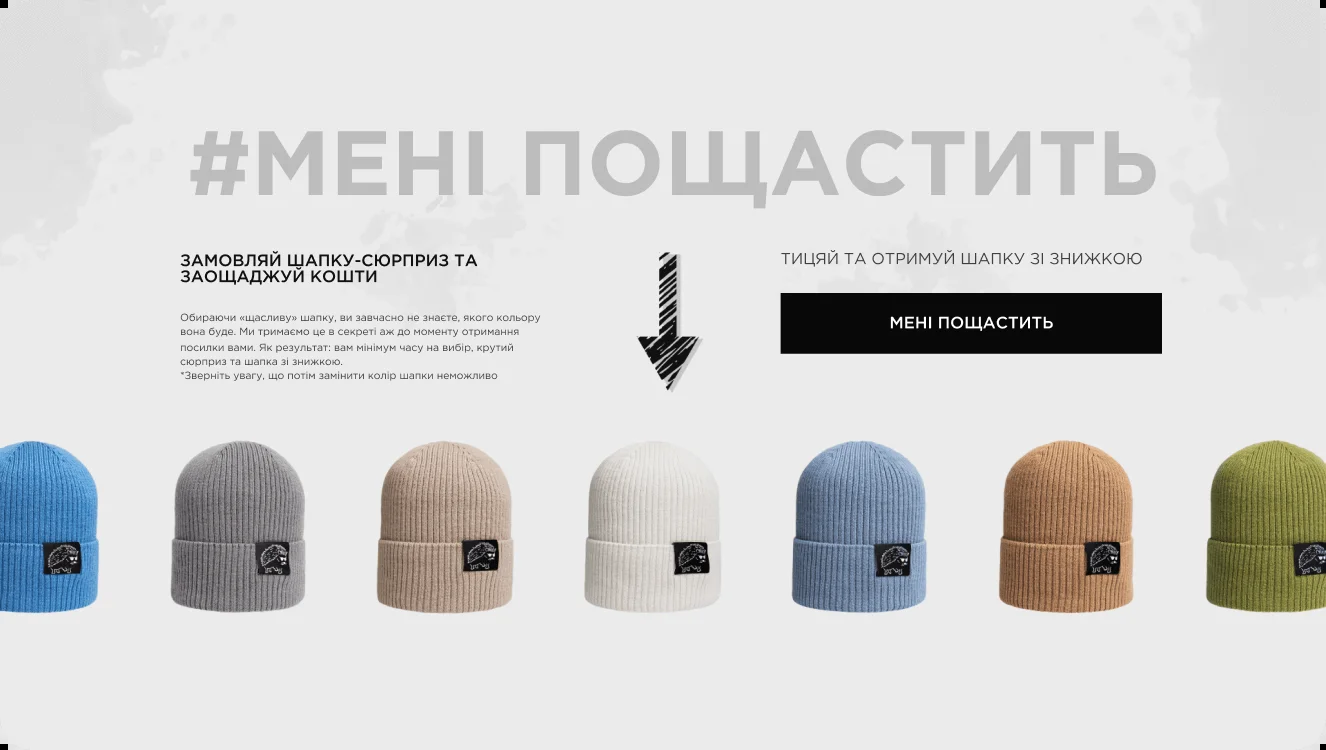 #МЕНІ ПОЩАСТИТЬ
ЗАМОВЛЯЙ ШАПКУ-СЮРПРИЗ ТА
ЗАОЩАДЖУЙ КОШТИ
Обираючи «щасливу» шапку, ви завчасно не знаєте, якого кольору
вона буде. Ми тримаємо це в секреті аж до моменту отримання
посилки вами. Як результат: вам мінімум часу на вибір, крутий
сюрприз та шапка зі знижкою.
*Зверніть увагу, що потім замінити колір шапки неможливо
ТИЦЯЙ ТА ОТРИМУЙ ШАПКУ ЗІ ЗНИЖКОЮ
МЕНІ ПОЩАСТИТЬ